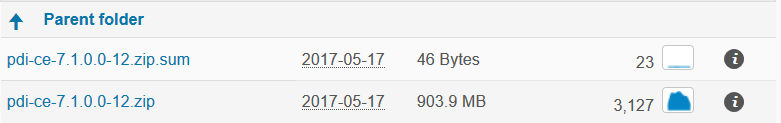 Parent folder
pdi-ce-7.1.0.0-12.zip.sum 2017-05-17 46 Bytes 23
pdi-ce-7.1.0.0-12.zip 2017-05-17 903.9 MB 3,127